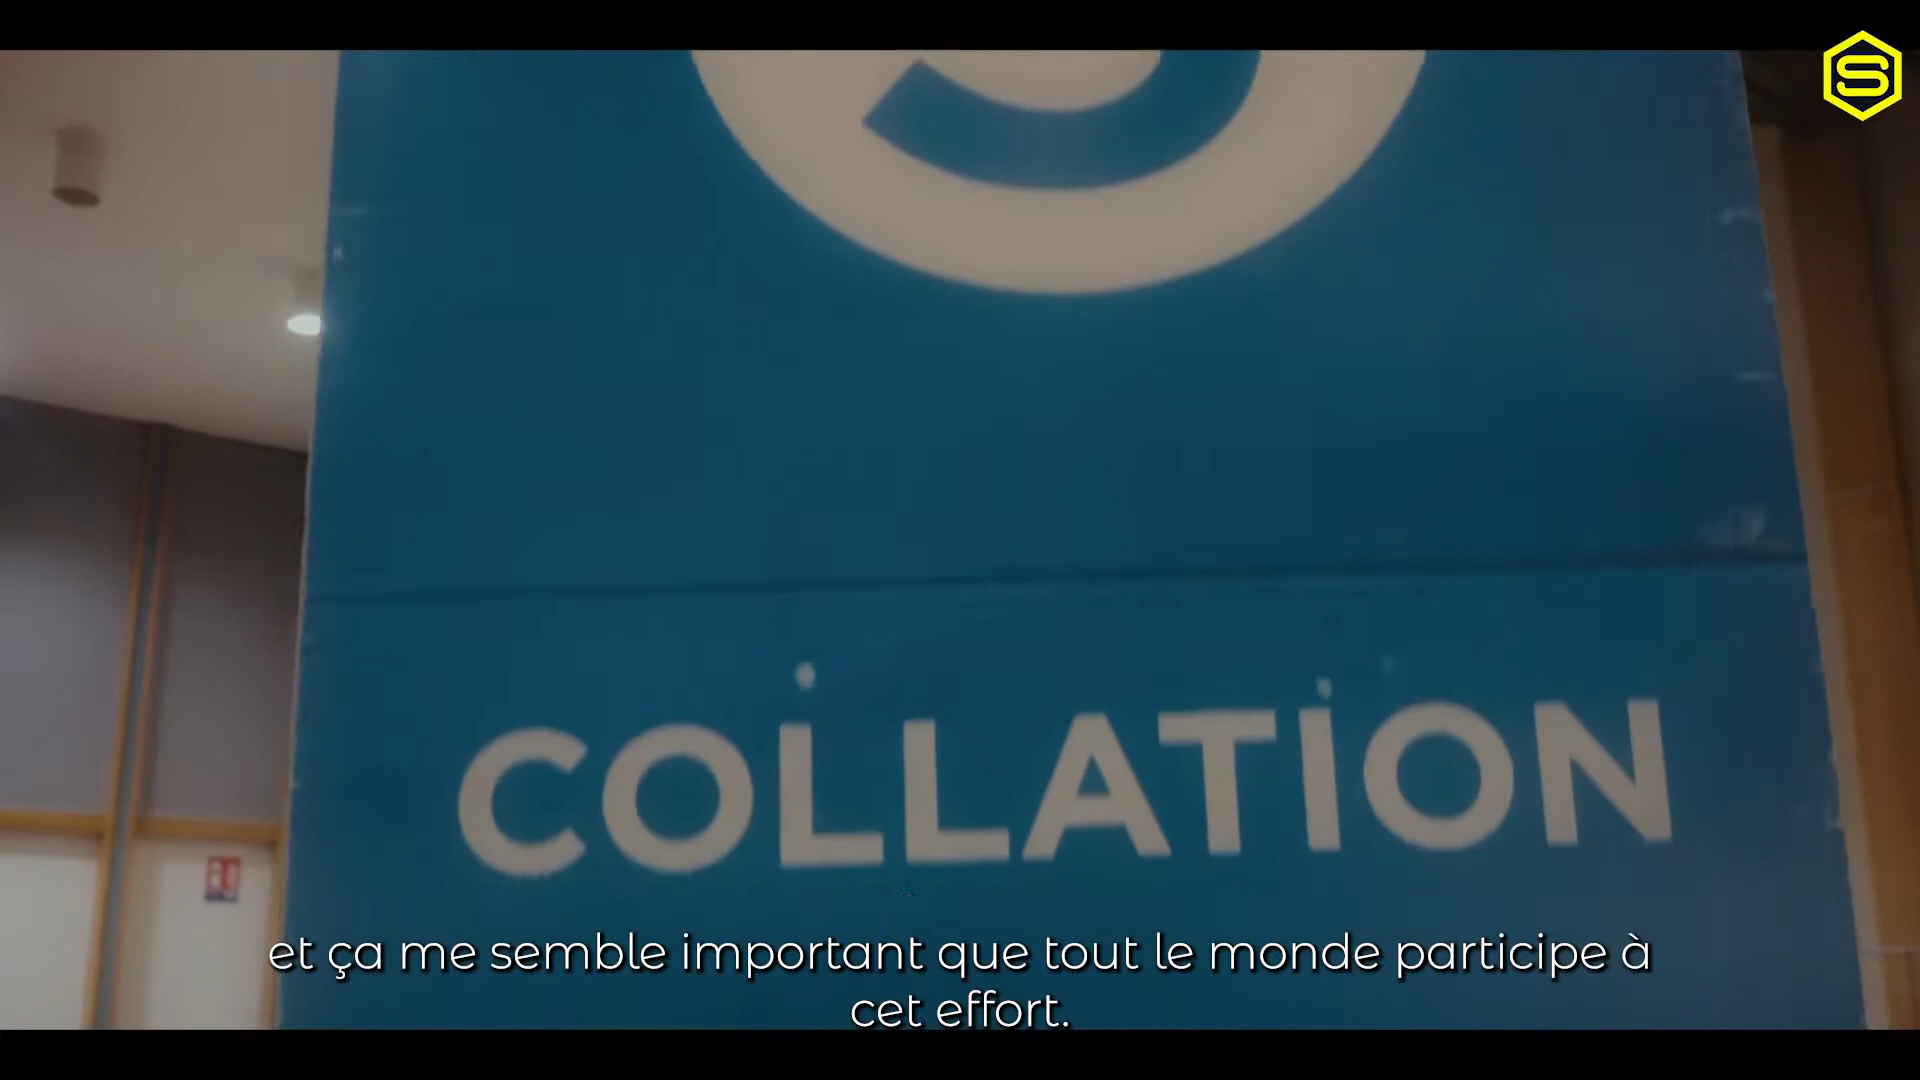 S
COLLATION
et ça me semble important que tout le monde participe à
cet effort.